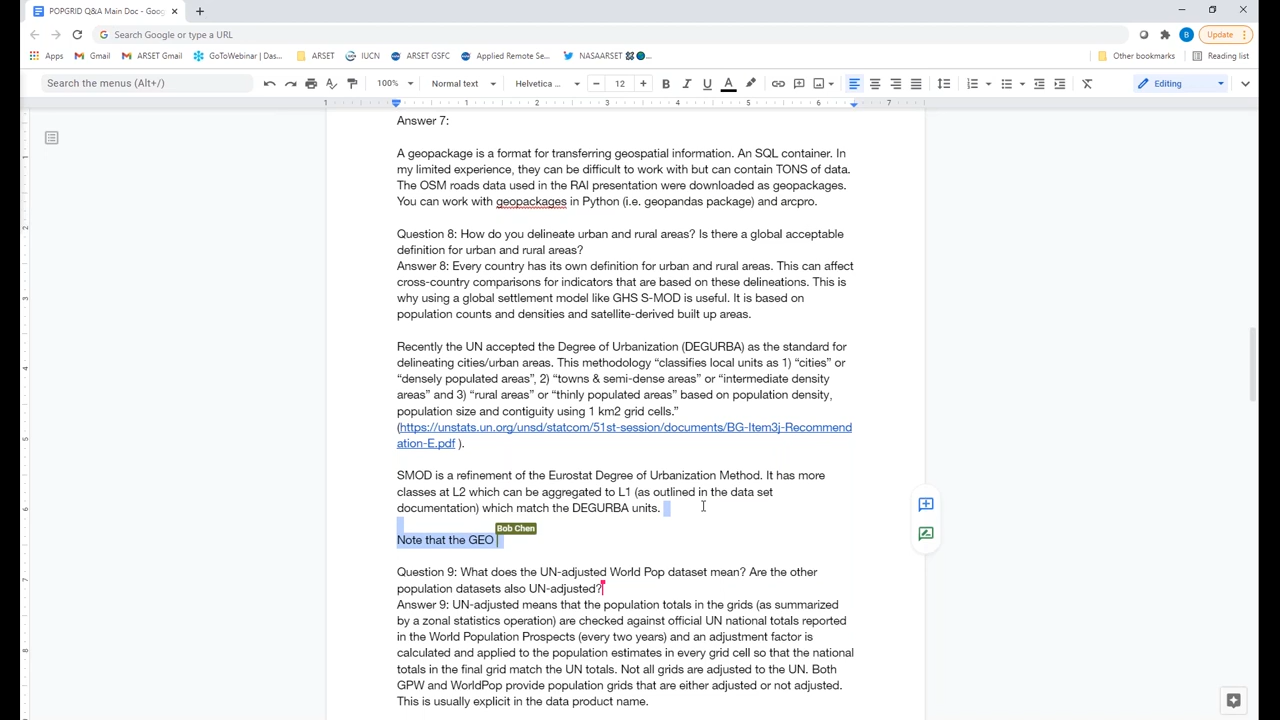 POPGRID Q&A Main Doc - Goog
Search Google or type a URL
Update
Apps
Gmail
ARSET Gmail
GoToWebinar | Das...
ARSET
IUCN
ARSET GSFC
Applied Remote Se...
NASAARSET
Other bookmarks
Reading list
Search the menus (Alt+/)
100%
Normal text
Helvetica ...
12
Editing
1 1 2 3 4 5 6 7
Answer 7:
A geopackage is a format for transferring geospatial information. An SQL container. In
my limited experience, they can be difficult to work with but can contain TONS of data.
The OSM roads data used in the RAI presentation were downloaded as geopackages.
You can work with geopackages in Python (i.e. geopandas package) and arcpro.
Question 8: How do you delineate urban and rural areas? Is there a global acceptable
definition for urban and rural areas?
Answer 8: Every country has its own definition for urban and rural areas. This can affect
cross-country comparisons for indicators that are based on these delineations. This is
why using a global settlement model like GHS S-MOD is useful. It is based on
population counts and densities and satellite-derived built up areas.
Recently the UN accepted the Degree of Urbanization (DEGURBA) as the standard for
delineating cities/urban areas. This methodology “classifies local units as 1) “cities” or
“densely populated areas”, 2) “towns & semi-dense areas” or “intermediate density
areas” and 3) “rural areas” or “thinly populated areas” based on population density,
population size and contiguity using 1 km2 grid cells.”
(https://unstats.un.org/unsd/statcom/51st-session/documents/BG-Item3j-Recommend
ation-E.pdf ).
SMOD is a refinement of the Eurostat Degree of Urbanization Method. It has more
classes at L2 which can be aggregated to L1 (as outlined in the data set
documentation) which match the DEGURBA units.
Bob Chen
Note that the GEO
Question 9: What does the UN-adjusted World Pop dataset mean? Are the other
population datasets also UN-adjusted?
Answer 9: UN-adjusted means that the population totals in the grids (as summarized
by a zonal statistics operation) are checked against official UN national totals reported
in the World Population Prospects (every two years) and an adjustment factor is
calculated and applied to the population estimates in every grid cell so that the national
totals in the final grid match the UN totals. Not all grids are adjusted to the UN. Both
GPW and WorldPop provide population grids that are either adjusted or not adjusted.
This is usually explicit in the data product name.